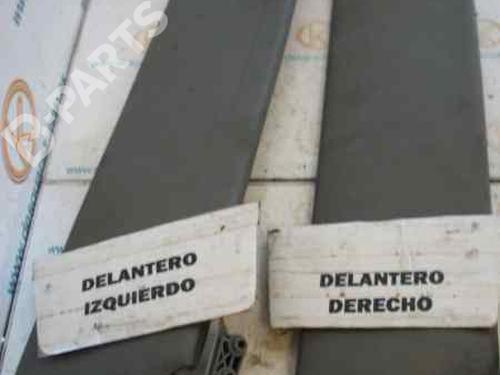 B-PARTS
DELANTERO
IZQUIERDO
DELANTERO
DERECHO